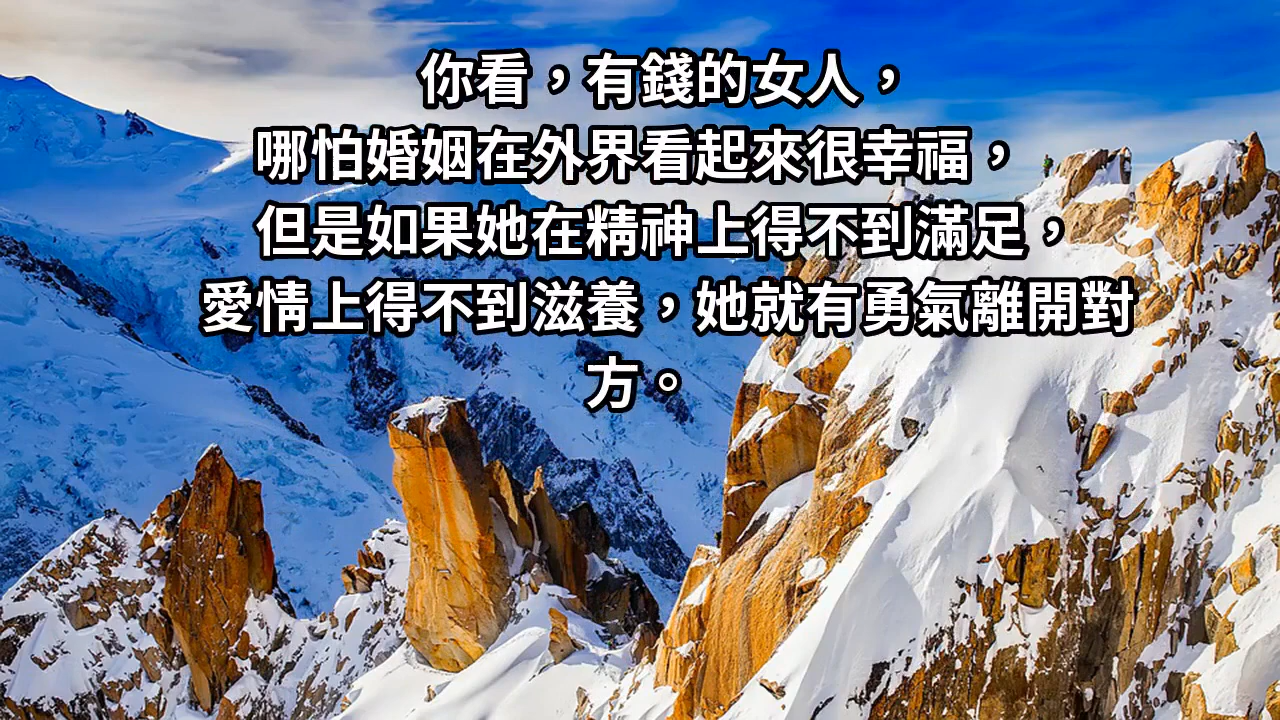 你看，有錢的女人，
哪怕婚姻在外界看起來很幸福，
但是如果她在精神上得不到滿足，
愛情上得不到滋養，她就有勇氣離開對
方。